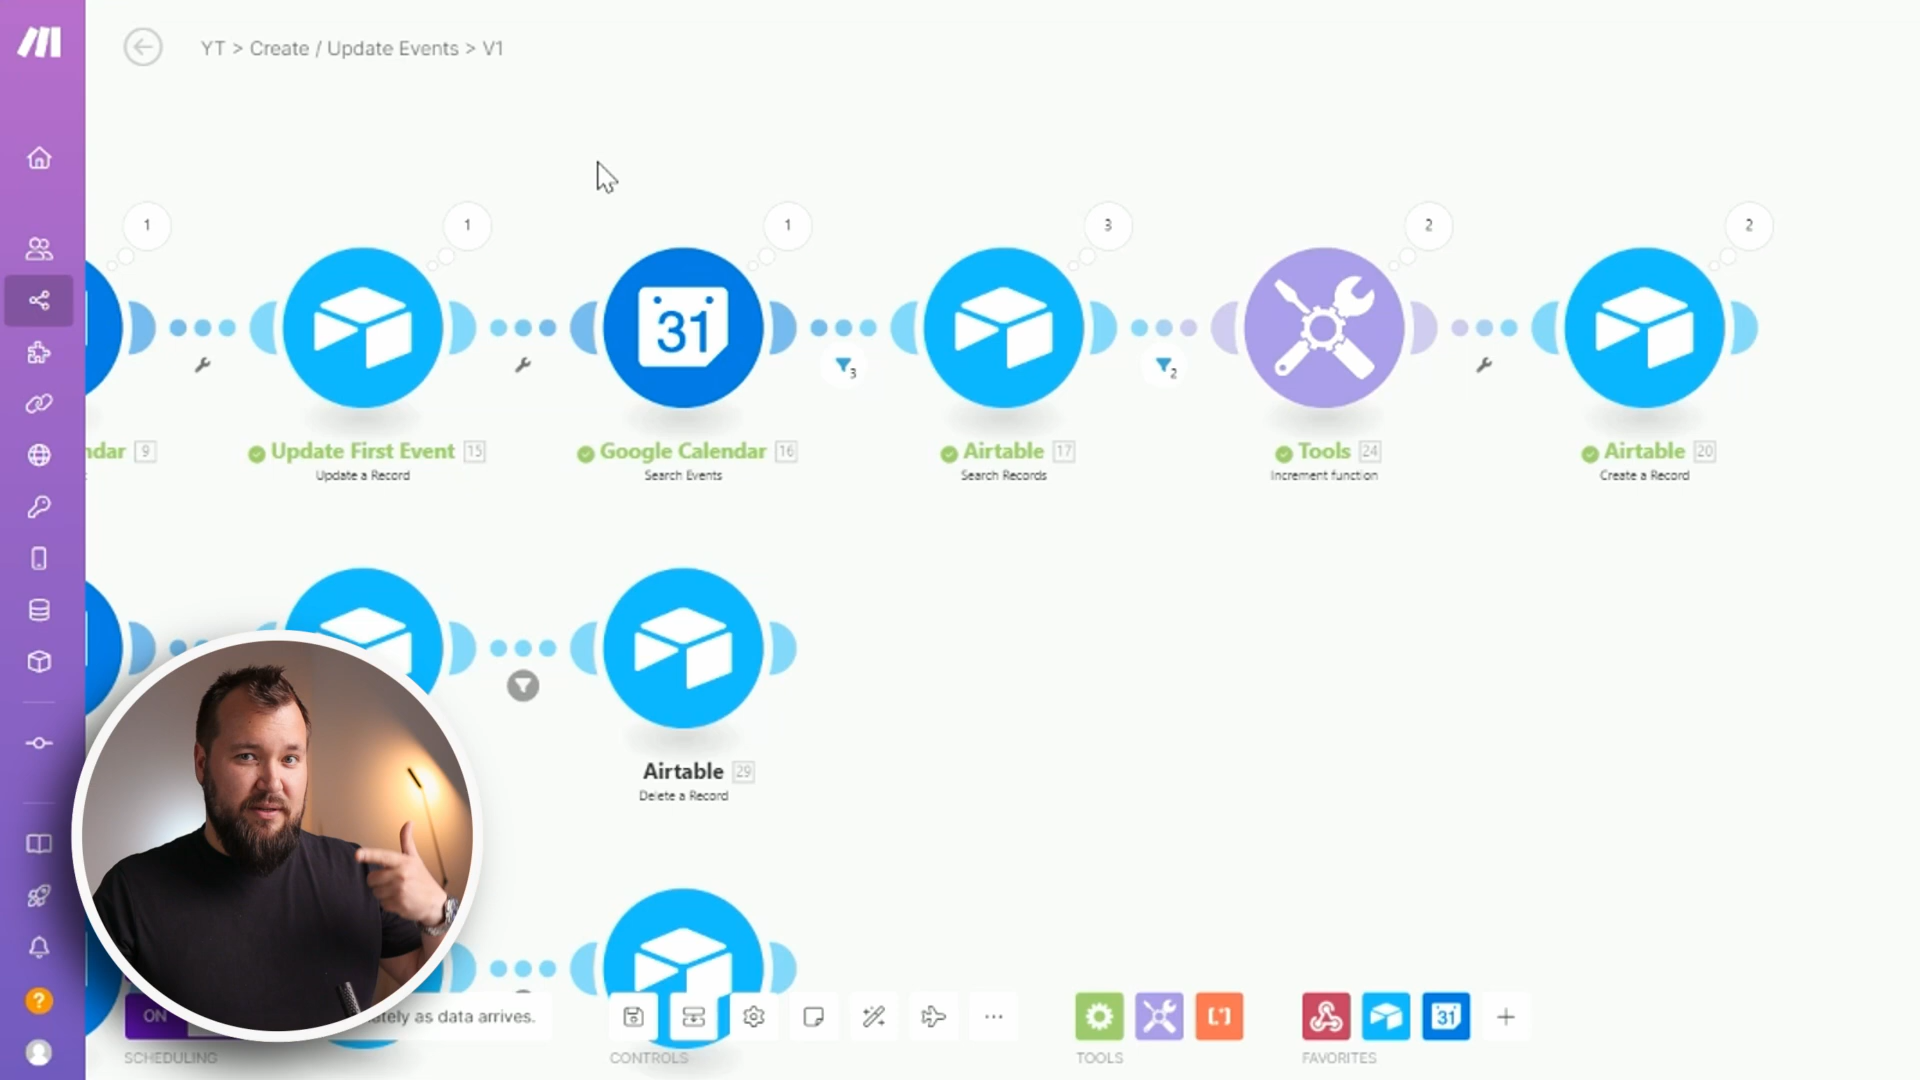 YT > Create / Update Events > V1
1
1
1
3
2
2
31
3
2
ndar 9
Update First Event 15
Google Calendar 16
Airtable 17
Tools 24
Airtable 20
Update a Record
Search Events
Search Records
Increment function
Create a Record
Airtable 29
Delete a Record
ON
tely as data arrives.
31
?
SCHEDULING
CONTROLS
TOOLS
FAVORITES